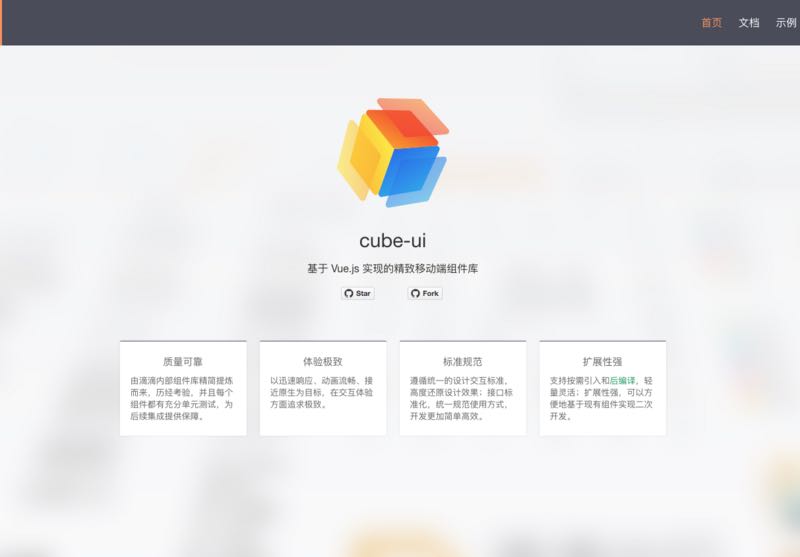 首页 文档 示例
cube-ui
基于 Vue.js 实现的精致移动端组件库
Star Fork
质量可靠
由滴滴内部组件库精简提炼
而来，历经考验，并且每个
组件都有充分单元测试，为
后续集成提供保障。
体验极致
以迅速响应、动画流畅、接
近原生为目标，在交互体验
方面追求极致。
标准规范
遵循统一的设计交互标准，
高度还原设计效果；接口标
准化，统一规范使用方式，
开发更加简单高效。
扩展性强
支持按需引入和后编译，轻
量灵活；扩展性强，可以方
便地基于现有组件实现二次
开发。